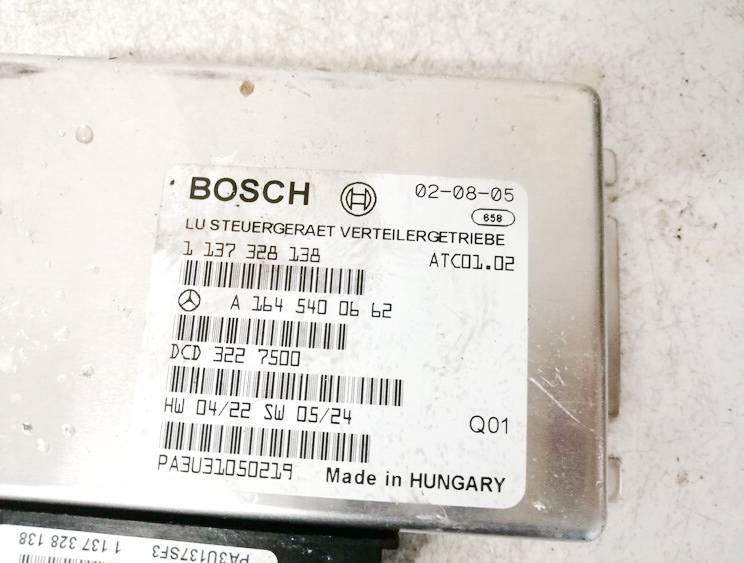 BOSCH 02-08-05
658
LU STEUERGERAET VERTEILERGETRIEBE
1 137 328 138 ATC01.02
A 164 540 06 62
DCD 322 7500
HW 04/22 SW 05/24
Q01
PA3U31050219 Made in HUNGARY
PA3U137SF3
1 137 328 138